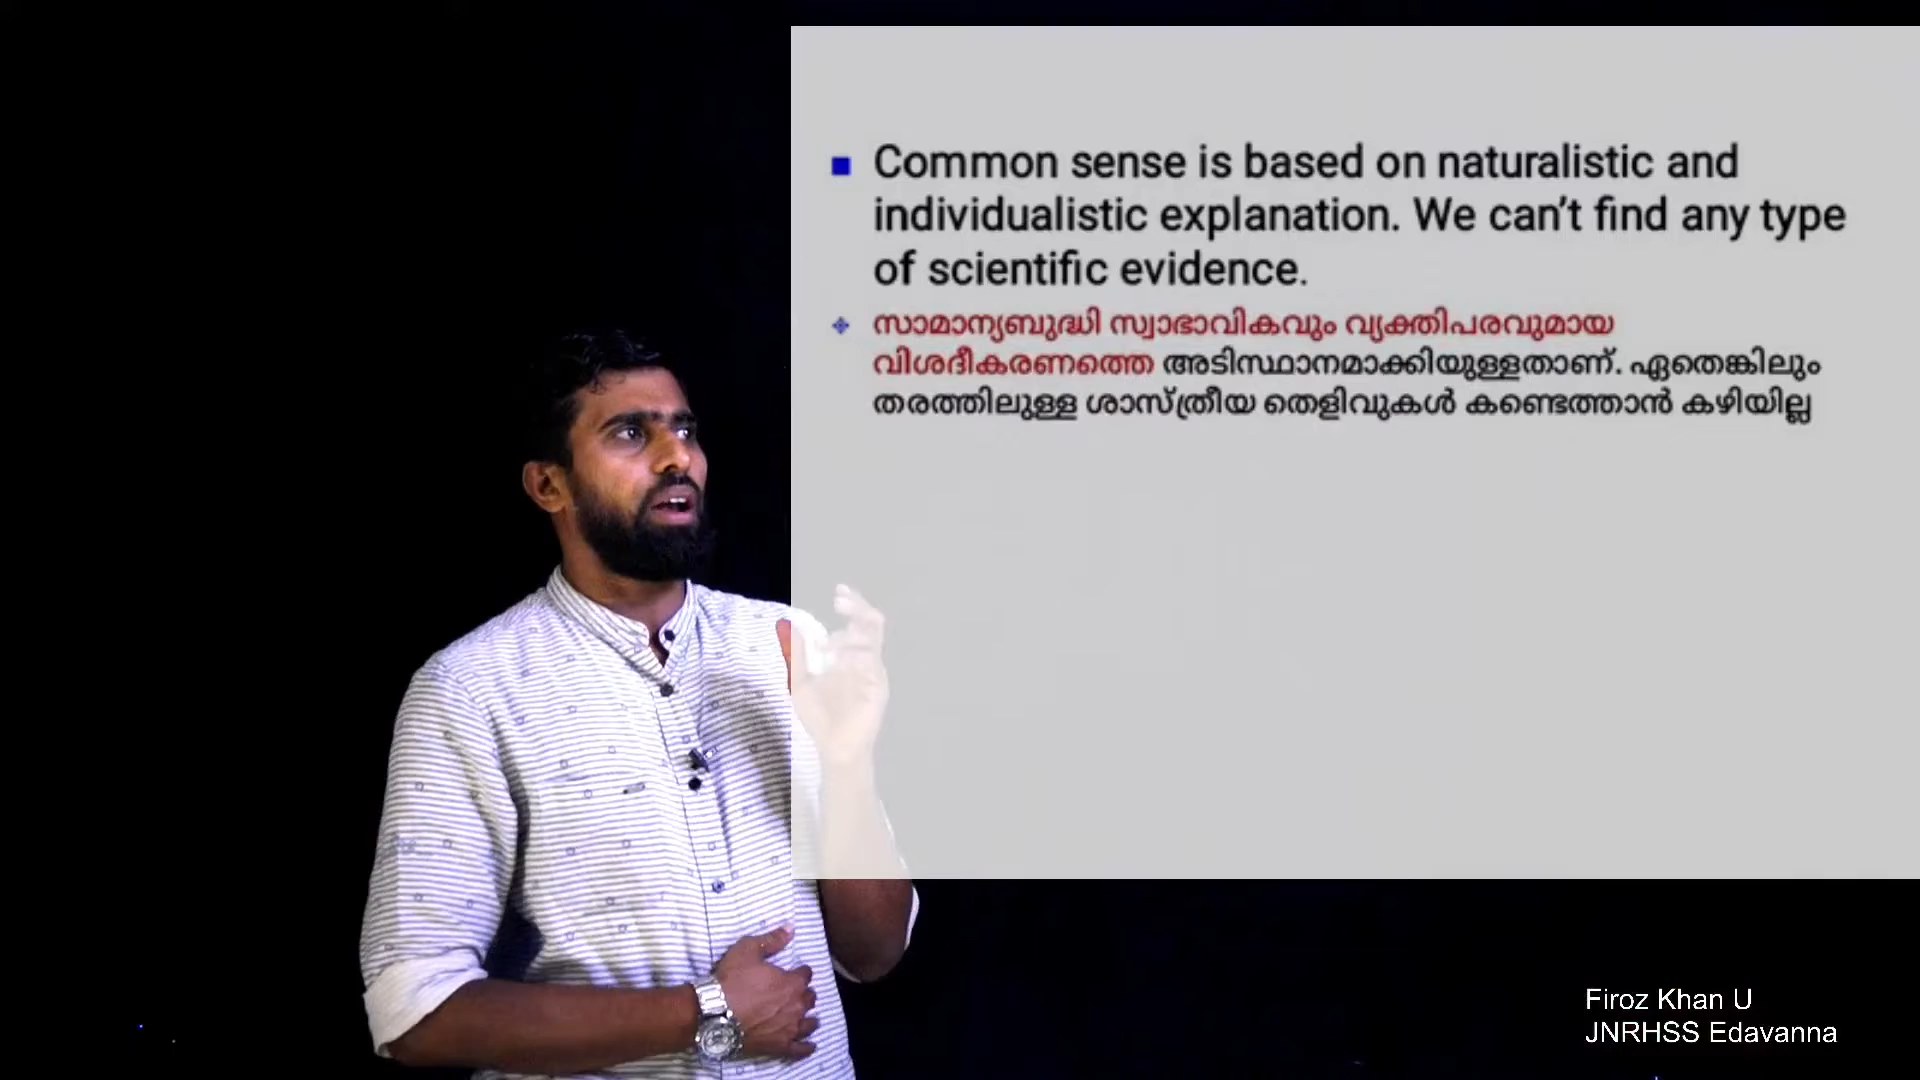 Common sense is based on naturalistic and
individualistic explanation. We can’t find any type
of scientific evidence.
സാമാന്യബുദ്ധി സ്വാഭാവികവും വ്യക്തിപരവുമായ
വിശദീകരണത്തെ അടിസ്ഥാനമാക്കിയുള്ളതാണ്. ഏതെങ്കിലും
തരത്തിലുള്ള ശാസ്ത്രീയ തെളിവുകൾ കണ്ടെത്താൻ കഴിയില്ല
Firoz Khan U
JNRHSS Edavanna